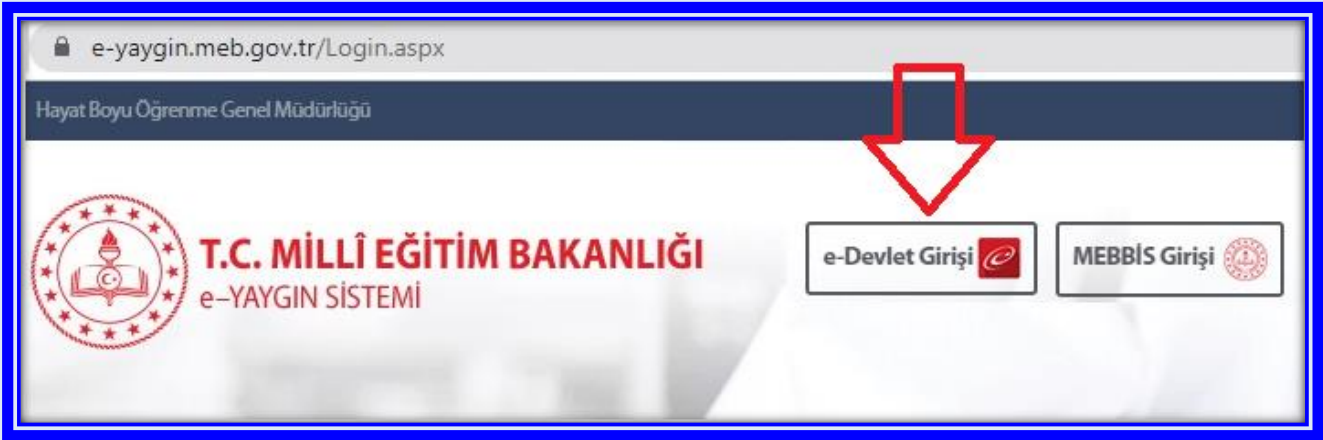 e-yaygin.meb.gov.tr/Login.aspx
Hayat Boyu Öğrenme Genel Müdürlüğü
T.C. MİLLÎ EĞİTİM BAKANLIĞI
e-YAYGIN SİSTEMİ
e-Devlet Girişi
MEBBİS Girişi